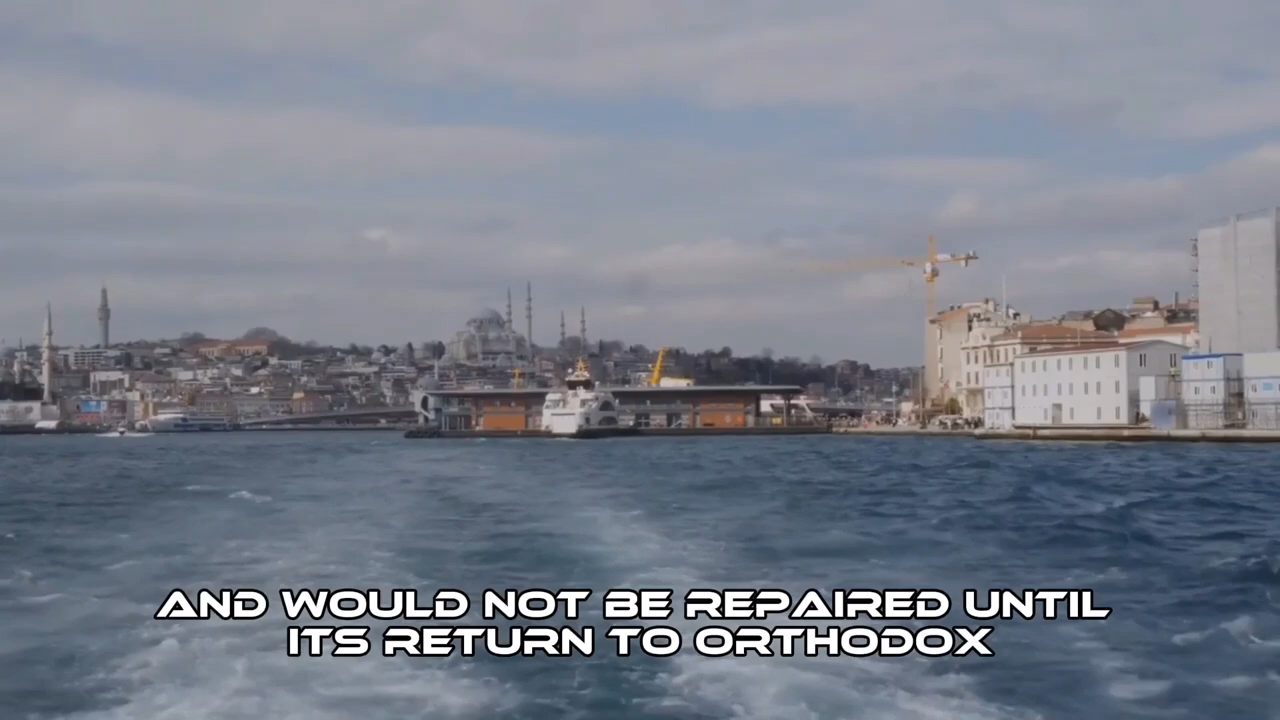 AND WOULD NOT BE REPAIRED UNTIL
ITS RETURN TO ORTHODOX